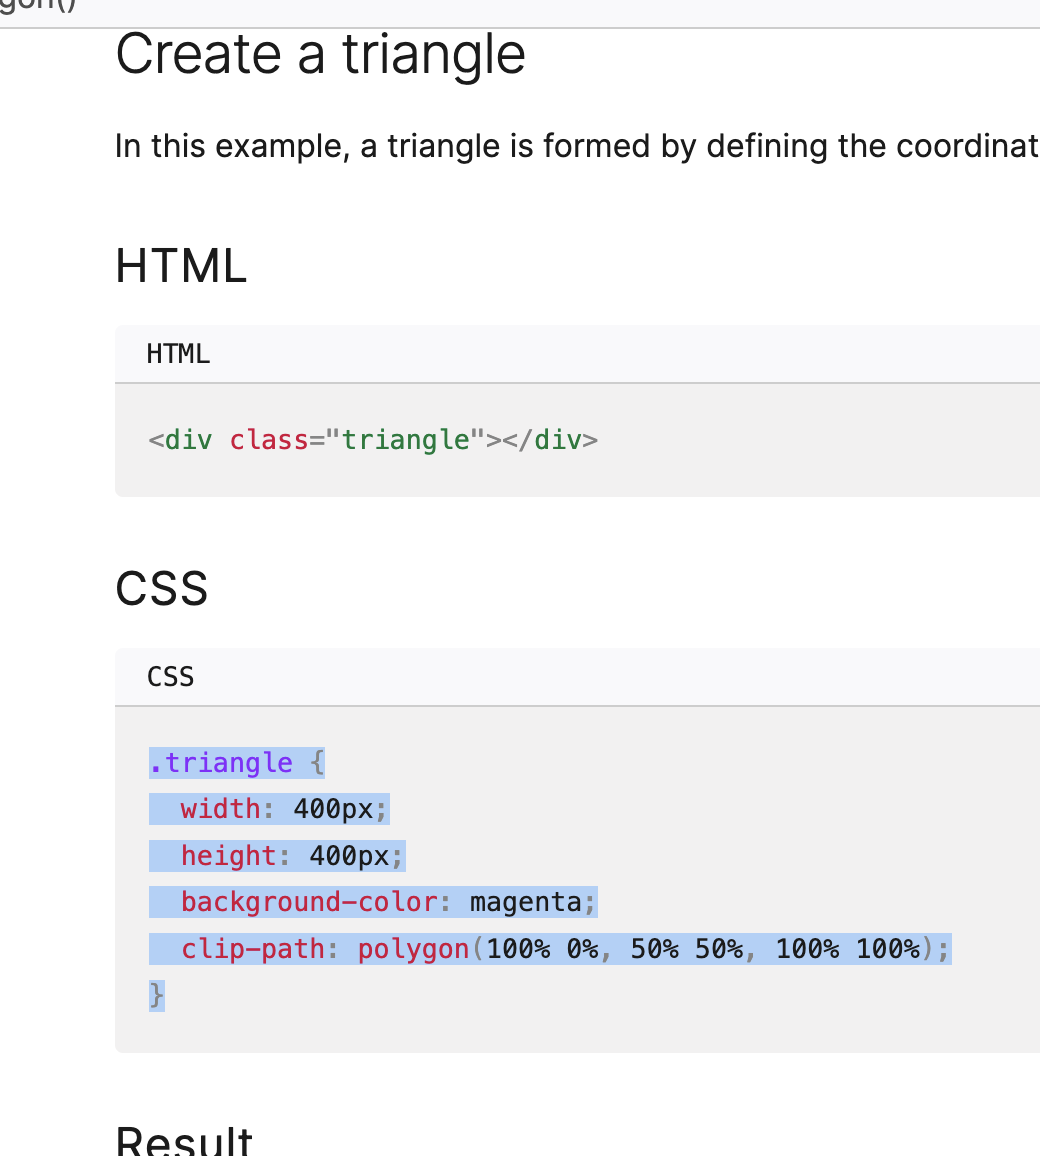 Create a triangle
In this example, a triangle is formed by defining the coordinat
HTML
HTML
<div class="triangle"></div>
CSS
CSS
.triangle {
  width: 400px;
  height: 400px;
  background-color: magenta;
  clip-path: polygon(100% 0%, 50% 50%, 100% 100%);
}
Result